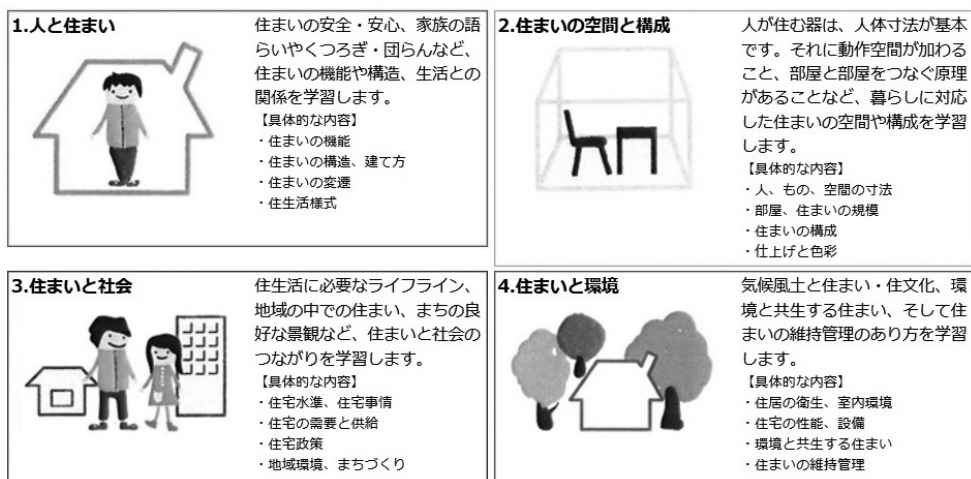 1.人と住まい
住まいの安全・安心、家族の語
らいやくつろぎ・団らんなど、
住まいの機能や構造、生活との
関係を学習します。
【具体的な内容】
・住まいの機能
・住まいの構造、建て方
・住まいの変遷
・住生活様式
2.住まいの空間と構成
人が住む器は、人体寸法が基本
です。それに動作空間が加わる
こと、部屋と部屋をつなぐ原理
があることなど、暮らしに対応
した住まいの空間や構成を学習
します。
【具体的な内容】
・人、もの、空間の寸法
・部屋、住まいの規模
・住まいの構成
・仕上げと色彩
3.住まいと社会
住生活に必要なライフライン、
地域の中での住まい、まちの良
好な景観など、住まいと社会の
つながりを学習します。
【具体的な内容】
・住宅水準、住宅事情
・住宅の需要と供給
・住宅政策
・地域環境、まちづくり
4.住まいと環境
気候風土と住まい・住文化、環
境と共生する住まい、そして住
まいの維持管理のあり方を学習
します。
【具体的な内容】
・住居の衛生、室内環境
・住宅の性能、設備
・環境と共生する住まい
・住まいの維持管理